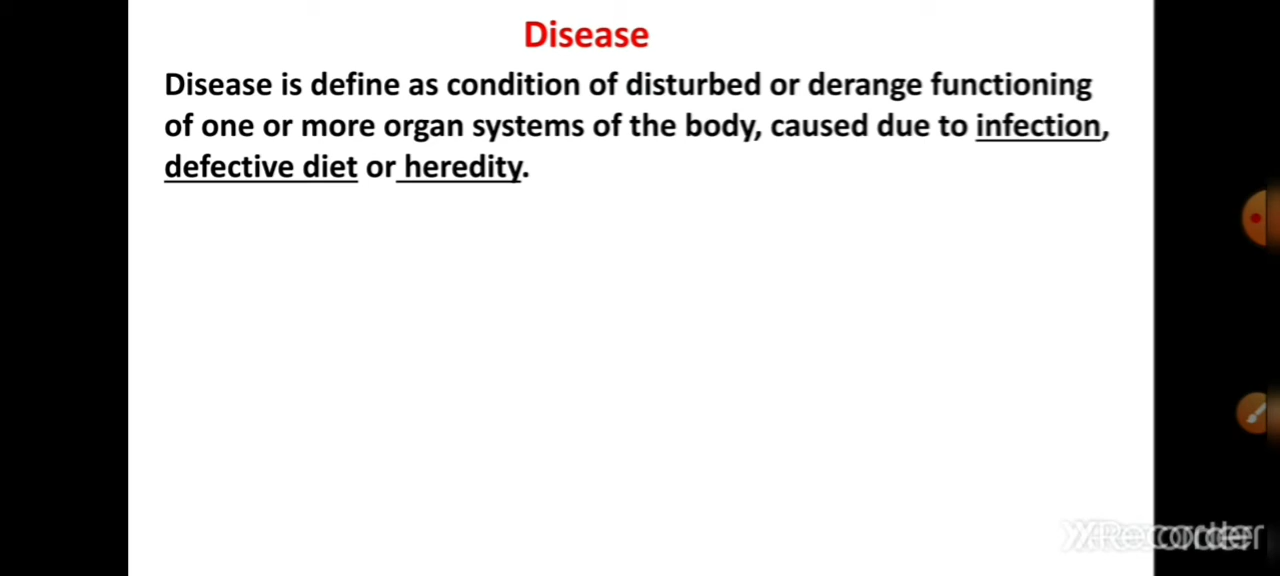 Disease
Disease is define as condition of disturbed or derange functioning
of one or more organ systems of the body, caused due to infection,
defective diet or heredity.